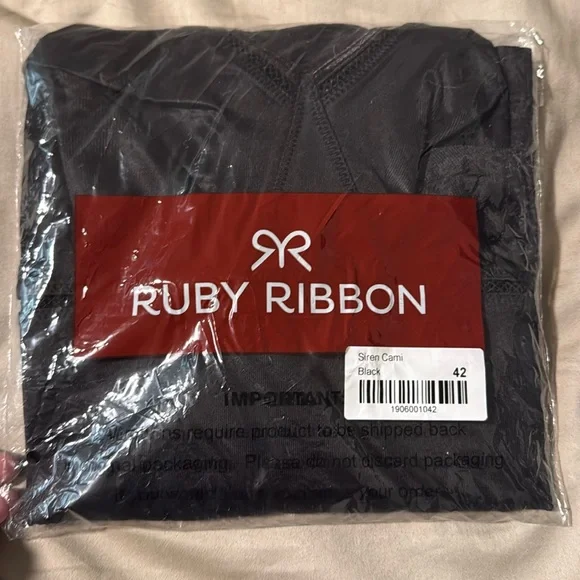 RUBY RIBBON
Siren Cami
Black 42
1906001042
IMPORTANT
require product to be shipped back
packaging. Please do not discard packaging
would your order